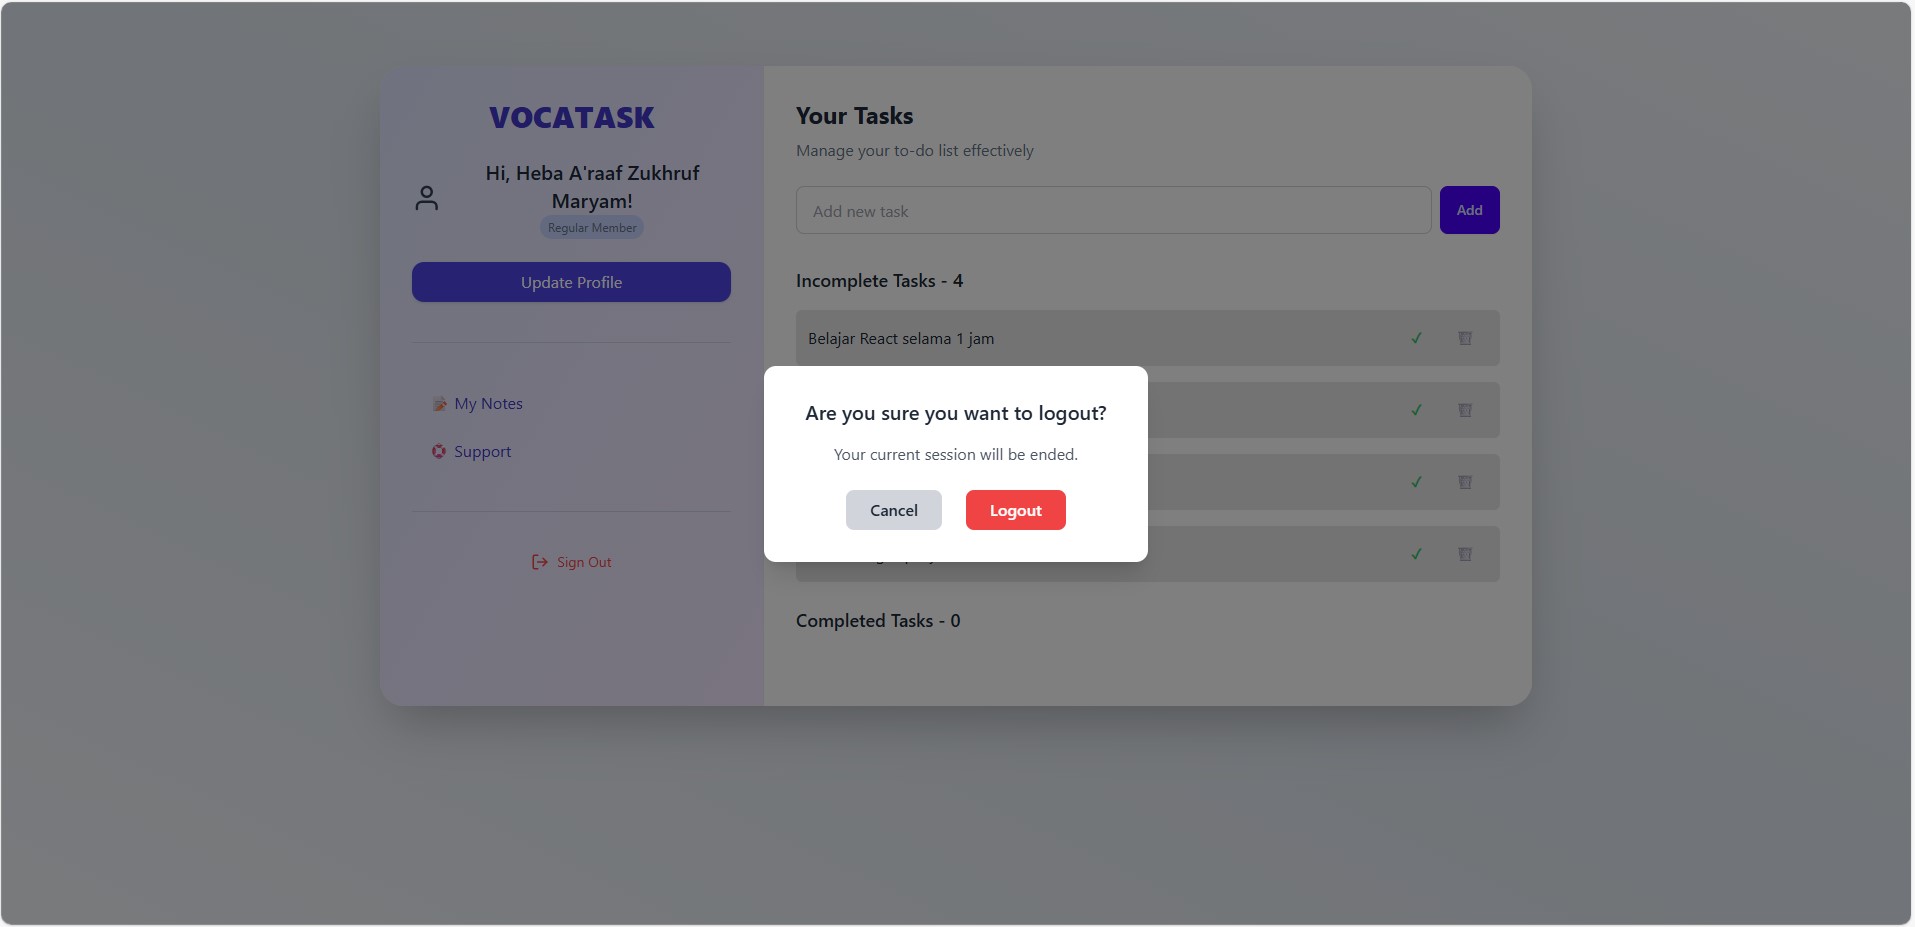 VOCATASK
Hi, Heba A'raaf Zukhruf
Maryam!
Regular Member
Update Profile
My Notes
Support
Sign Out
Your Tasks
Manage your to-do list effectively
Add new task
Add
Incomplete Tasks - 4
Belajar React selama 1 jam
Are you sure you want to logout?
Your current session will be ended.
Cancel
Logout
Completed Tasks - 0